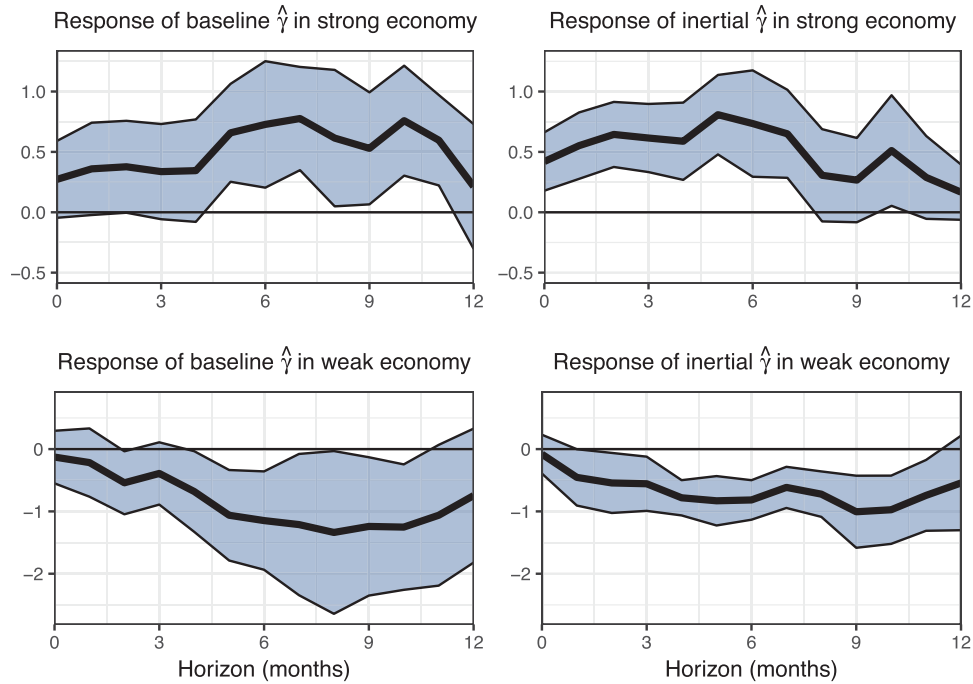 Response of baseline γ̂ in strong economy
Response of inertial γ̂ in strong economy
1.0
0.5
0.0
−0.5
0 3 6 9 12
1.0
0.5
0.0
−0.5
0 3 6 9 12
Response of baseline γ̂ in weak economy
Response of inertial γ̂ in weak economy
0
−1
−2
0 3 6 9 12
Horizon (months)
0
−1
−2
0 3 6 9 12
Horizon (months)